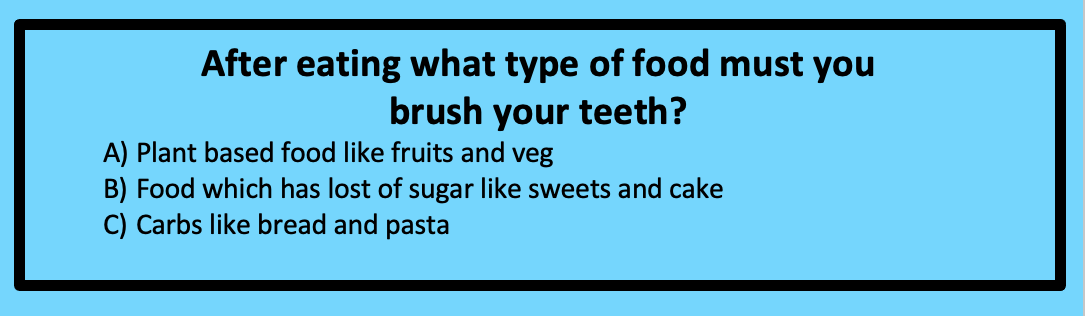 After eating what type of food must you
brush your teeth?
A) Plant based food like fruits and veg
B) Food which has lost of sugar like sweets and cake
C) Carbs like bread and pasta